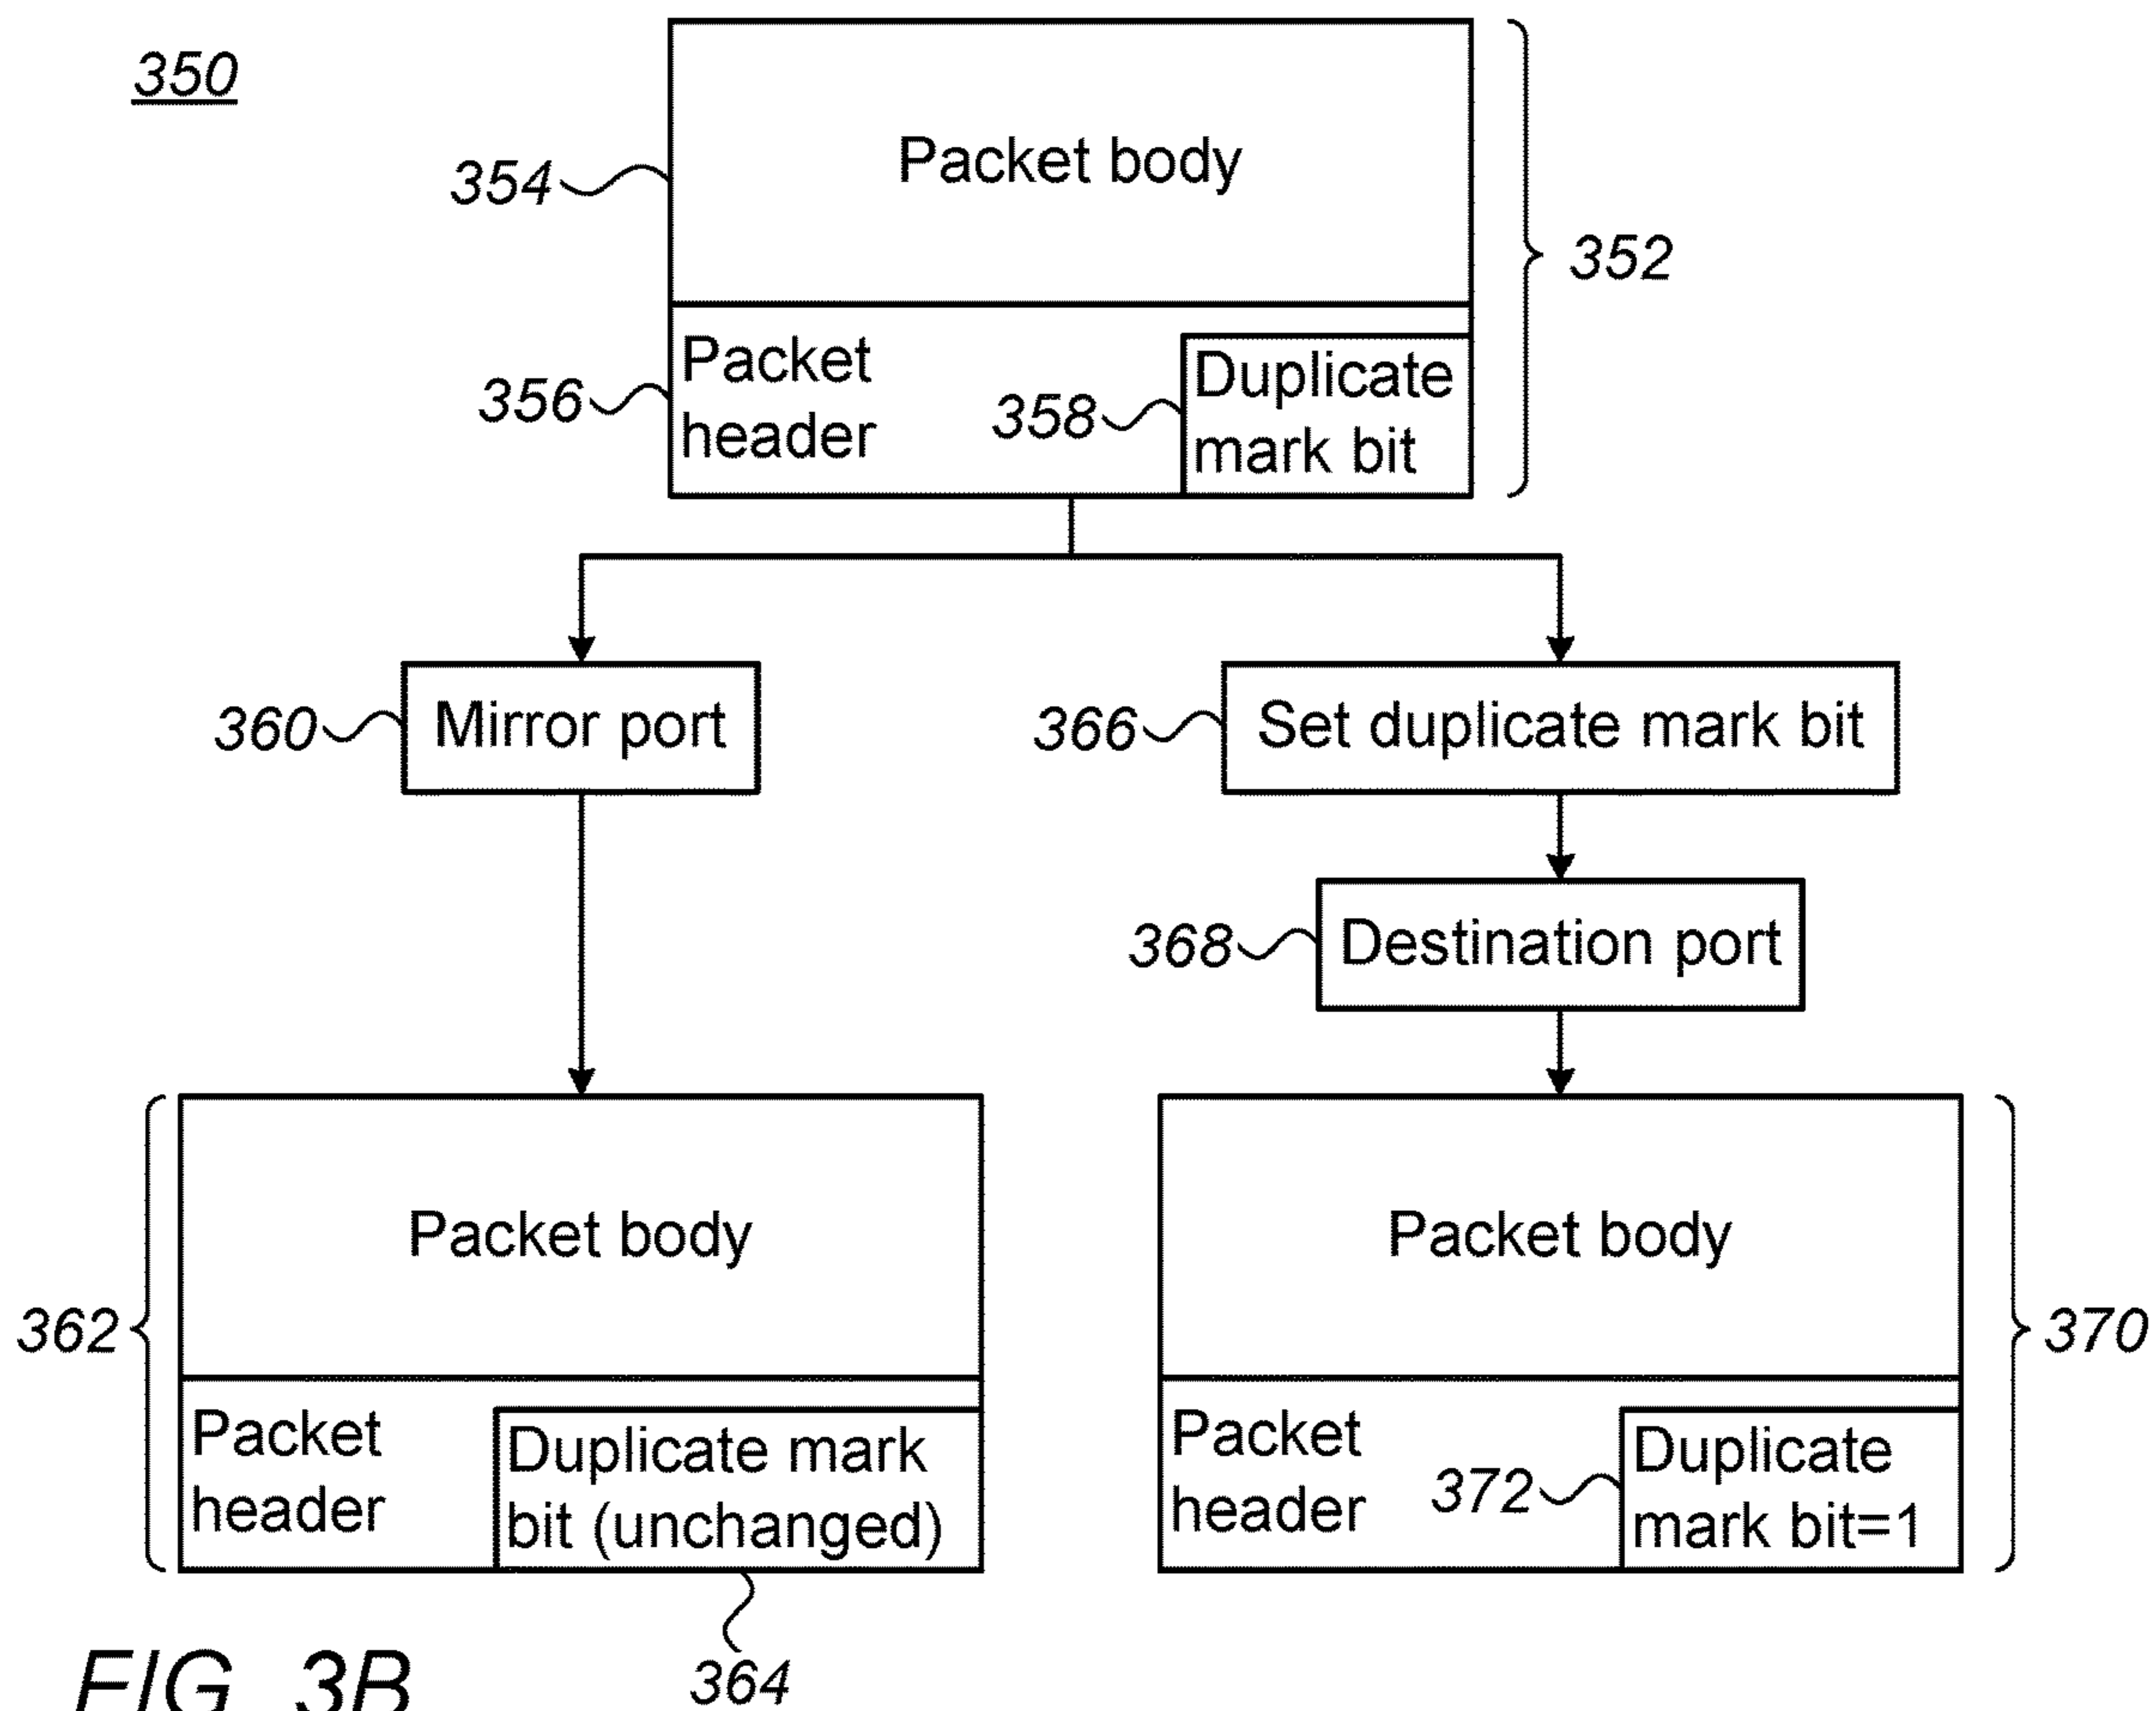 350
Packet body
354
352
Packet
header
356
358
Duplicate
mark bit
Mirror port
360
Set duplicate mark bit
366
Destination port
368
Packet body
362
Packet
header
Duplicate mark
bit (unchanged)
364
Packet body
370
Packet
header
372
Duplicate
mark bit=1
FIG. 3B